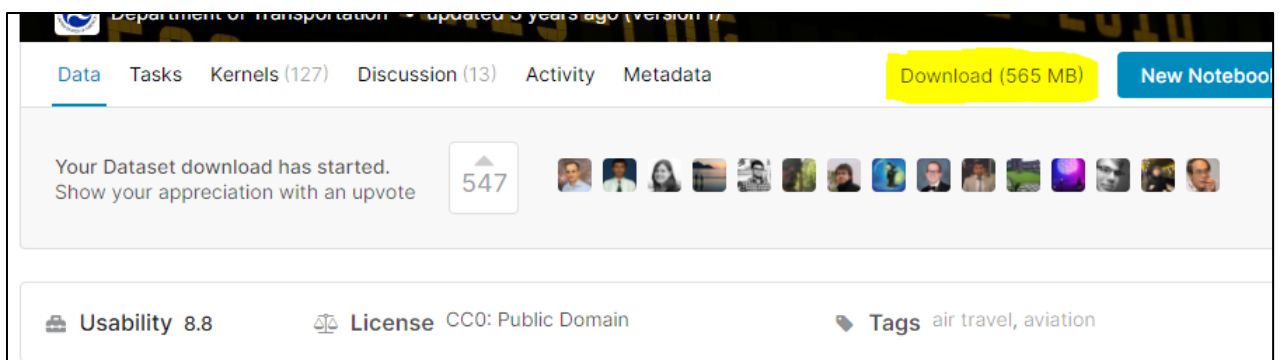 Department of Transportation • updated 3 years ago (Version 1)
Data Tasks Kernels (127) Discussion (13) Activity Metadata Download (565 MB) New Notebook
Your Dataset download has started.
Show your appreciation with an upvote
547
Usability 8.8 License CC0: Public Domain Tags air travel, aviation